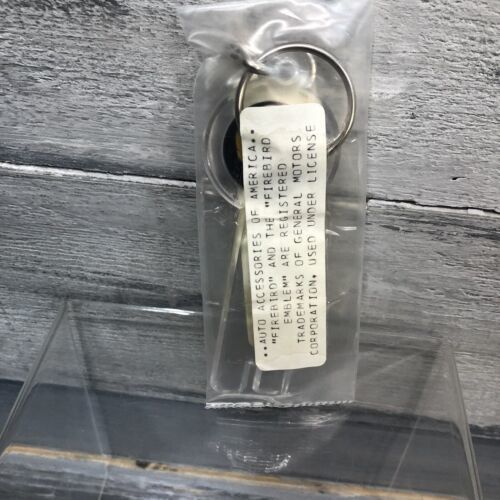 **AUTO ACCESSORIES OF AMERICA**
"FIREBIRD" AND THE "FIREBIRD
EMBLEM" ARE REGISTERED
TRADEMARKS OF GENERAL MOTORS
CORPORATION, USED UNDER LICENSE